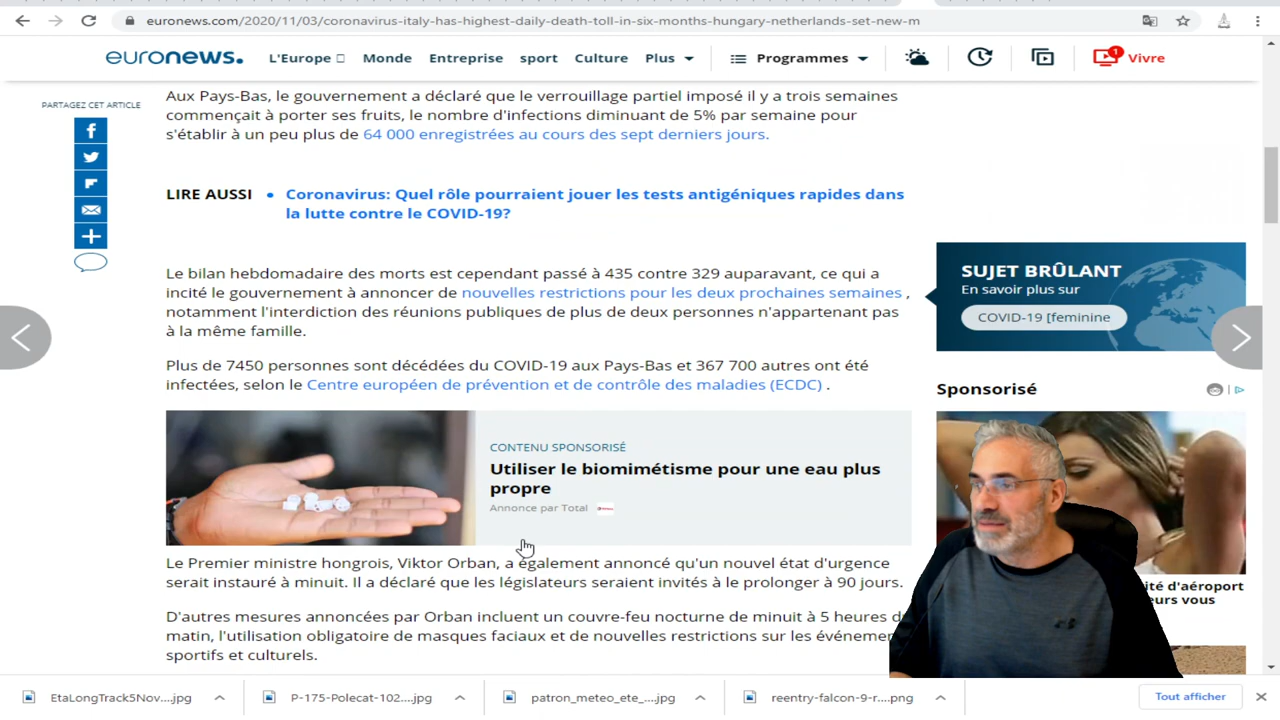 euronews.com/2020/11/03/coronavirus-italy-has-highest-daily-death-toll-in-six-months-hungary-netherlands-set-new-m
euronews.
L'Europe
Monde
Entreprise
sport
Culture
Plus
Programmes
1
Vivre
PARTAGEZ CET ARTICLE
Aux Pays-Bas, le gouvernement a déclaré que le verrouillage partiel imposé il y a trois semaines
commençait à porter ses fruits, le nombre d'infections diminuant de 5% par semaine pour
s'établir à un peu plus de 64 000 enregistrées au cours des sept derniers jours.
LIRE AUSSI • Coronavirus: Quel rôle pourraient jouer les tests antigéniques rapides dans
la lutte contre le COVID-19?
Le bilan hebdomadaire des morts est cependant passé à 435 contre 329 auparavant, ce qui a
incité le gouvernement à annoncer de nouvelles restrictions pour les deux prochaines semaines ,
notamment l'interdiction des réunions publiques de plus de deux personnes n'appartenant pas
à la même famille.
Plus de 7450 personnes sont décédées du COVID-19 aux Pays-Bas et 367 700 autres ont été
infectées, selon le Centre européen de prévention et de contrôle des maladies (ECDC) .
CONTENU SPONSORISÉ
Utiliser le biomimétisme pour une eau plus
propre
Annonce par Total
Le Premier ministre hongrois, Viktor Orban, a également annoncé qu'un nouvel état d'urgence
serait instauré à minuit. Il a déclaré que les législateurs seraient invités à le prolonger à 90 jours.
D'autres mesures annoncées par Orban incluent un couvre-feu nocturne de minuit à 5 heures d
matin, l'utilisation obligatoire de masques faciaux et de nouvelles restrictions sur les événeme
sportifs et culturels.
SUJET BRÛLANT
En savoir plus sur
COVID-19 [feminine
Sponsorisé
ité d'aéroport
eurs vous
EtaLongTrack5Nov....jpg
P-175-Polecat-102....jpg
patron_meteo_ete_....jpg
reentry-falcon-9-r....png
Tout afficher